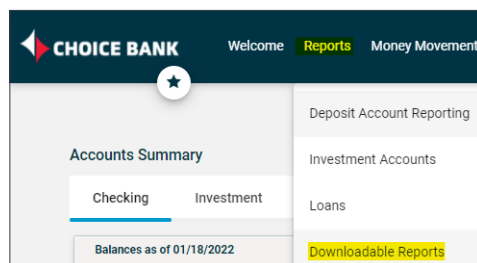 CHOICE BANK Welcome Reports Money Movement
Deposit Account Reporting
Accounts Summary
Investment Accounts
Checking Investment
Loans
Balances as of 01/18/2022
Downloadable Reports